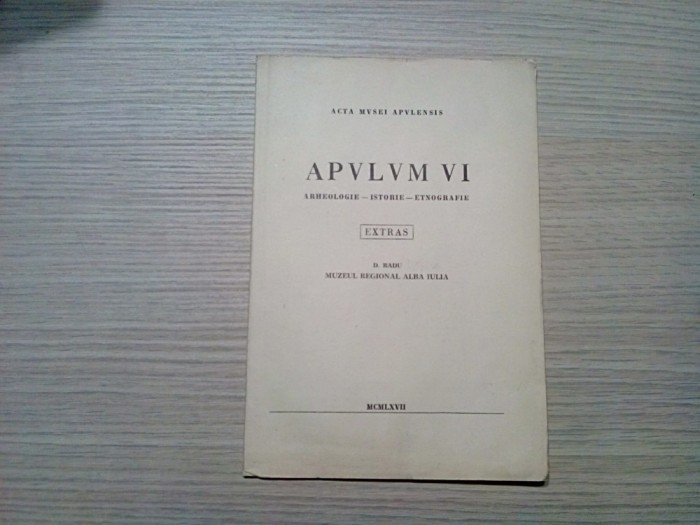 ACTA MVSEI APVLENSIS
APVLVM VI
ARHEOLOGIE — ISTORIE — ETNOGRAFIE
EXTRAS
D. RADU
MUZEUL REGIONAL ALBA IULIA
MCMLXVII